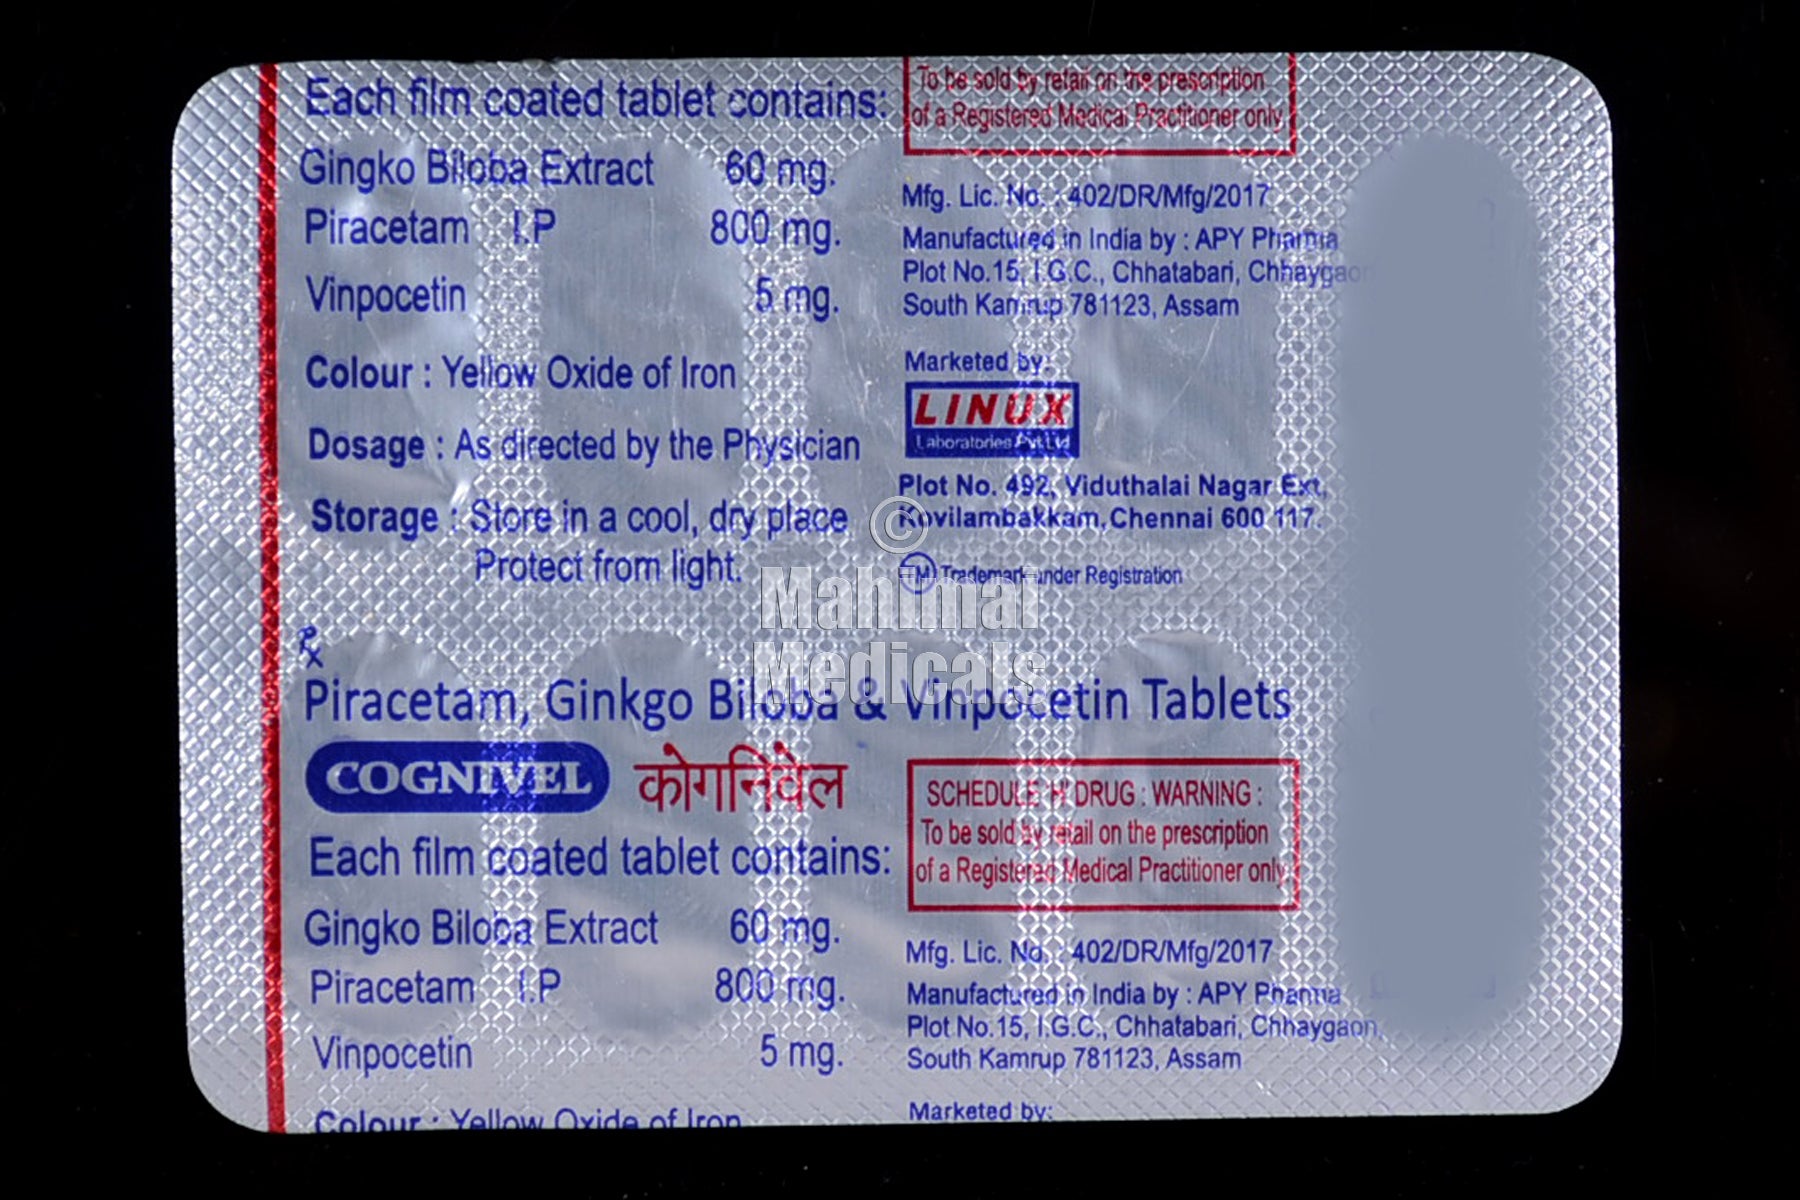 Each film coated tablet contains:
Gingko Biloba Extract 60 mg.
Piracetam I.P 800 mg.
Vinpocetin 5 mg.
Colour : Yellow Oxide of Iron
Dosage : As directed by the Physician
Storage : Store in a cool, dry place
Protect from light.
To be sold by retail on the prescription
of a Registered Medical Practitioner only
Mfg. Lic. No. : 402/DR/Mfg/2017
Manufactured in India by : APY Pharma
Plot No.15, I.G.C., Chhatabari, Chhaygaon
South Kamrup 781123, Assam
Marketed by:
LINUX
Laboratories Pvt.Ltd
Plot No. 492, Viduthalai Nagar Ext,
Kovilambakkam, Chennai 600 117.
TM Trademark under Registration
©
Mahimai
Medicals
Rx
Piracetam, Ginkgo Biloba & Vinpocetin Tablets
COGNIVEL कोगनिवेल
Each film coated tablet contains:
Gingko Biloba Extract 60 mg.
Piracetam I.P 800 mg.
Vinpocetin 5 mg.
Colour : Yellow Oxide of Iron
SCHEDULE 'H' DRUG : WARNING :
To be sold by retail on the prescription
of a Registered Medical Practitioner only
Mfg. Lic. No. : 402/DR/Mfg/2017
Manufactured in India by : APY Pharma
Plot No.15, I.G.C., Chhatabari, Chhaygaon,
South Kamrup 781123, Assam
Marketed by: